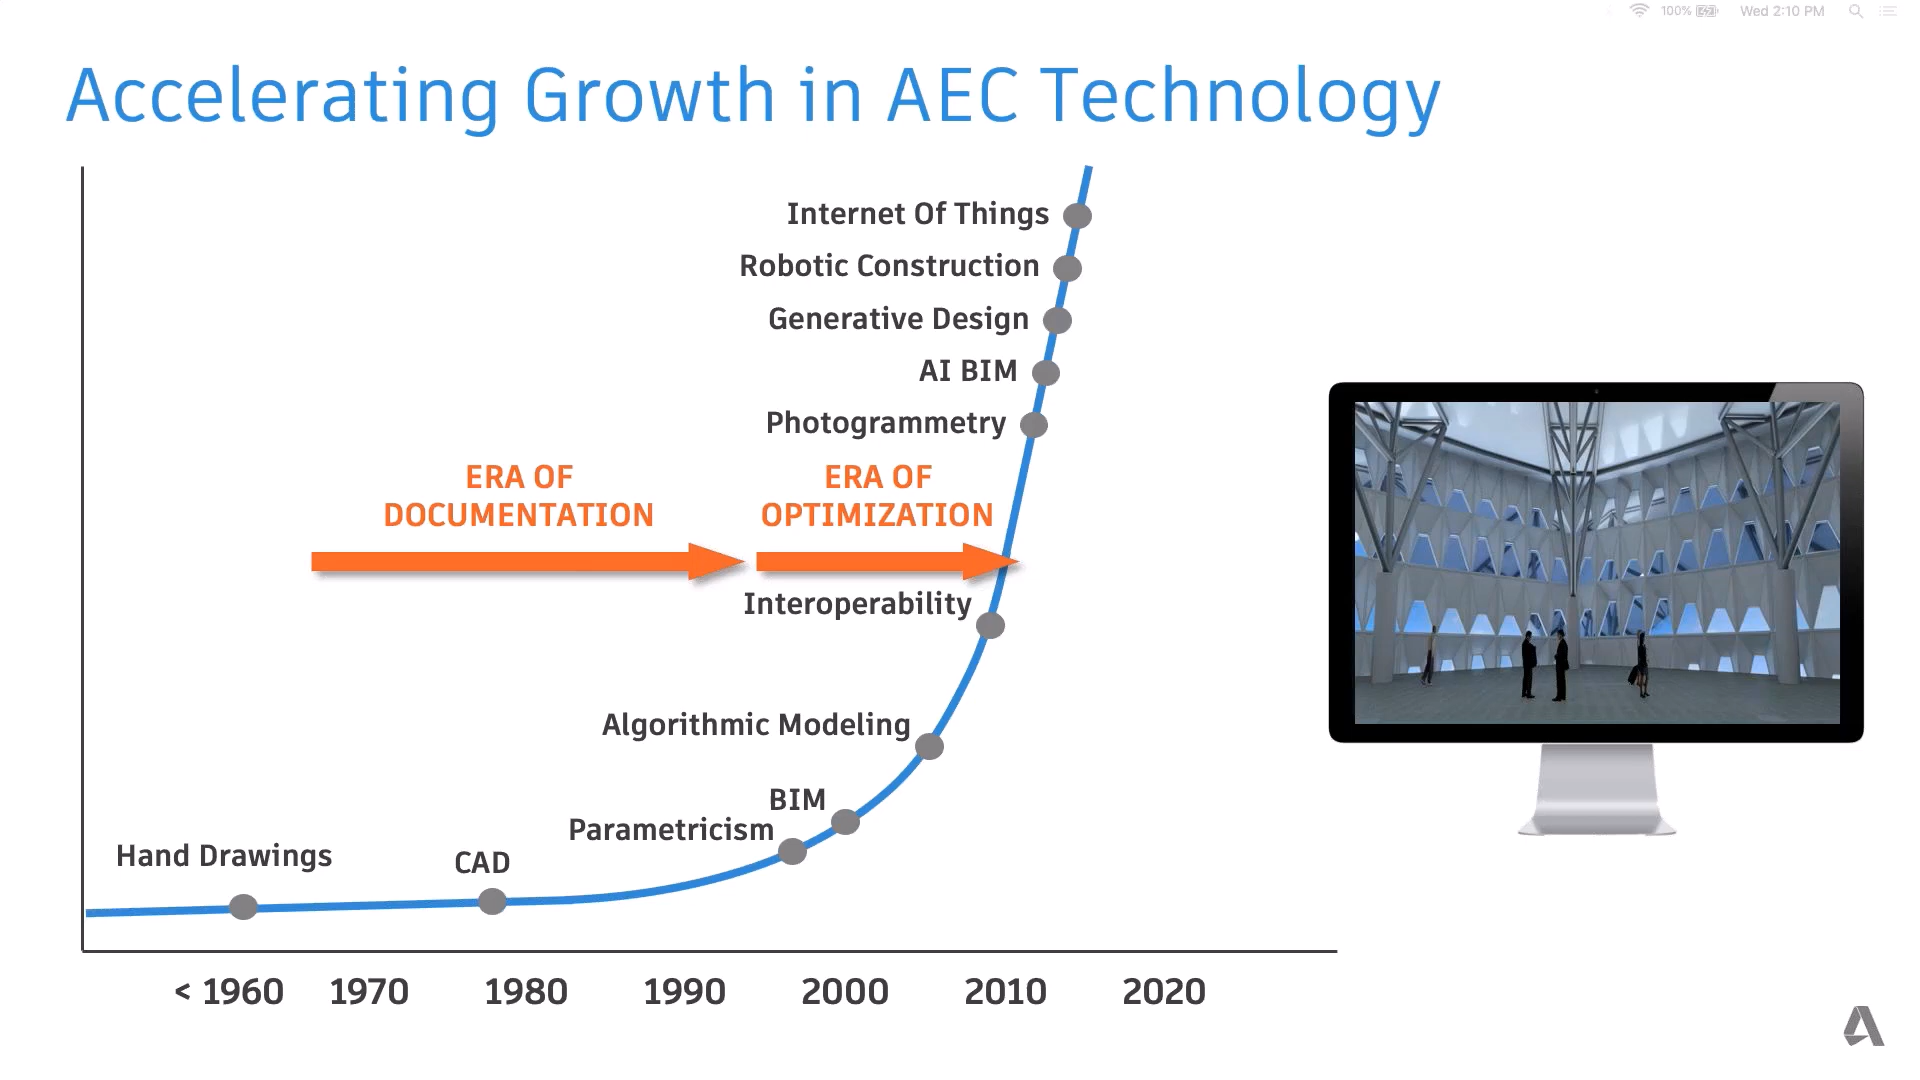 100% Wed 2:10 PM
Accelerating Growth in AEC Technology
Internet Of Things
Robotic Construction
Generative Design
AI BIM
Photogrammetry
ERA OF
DOCUMENTATION
ERA OF
OPTIMIZATION
Interoperability
Algorithmic Modeling
BIM
Parametricism
Hand Drawings
CAD
< 1960 1970 1980 1990 2000 2010 2020